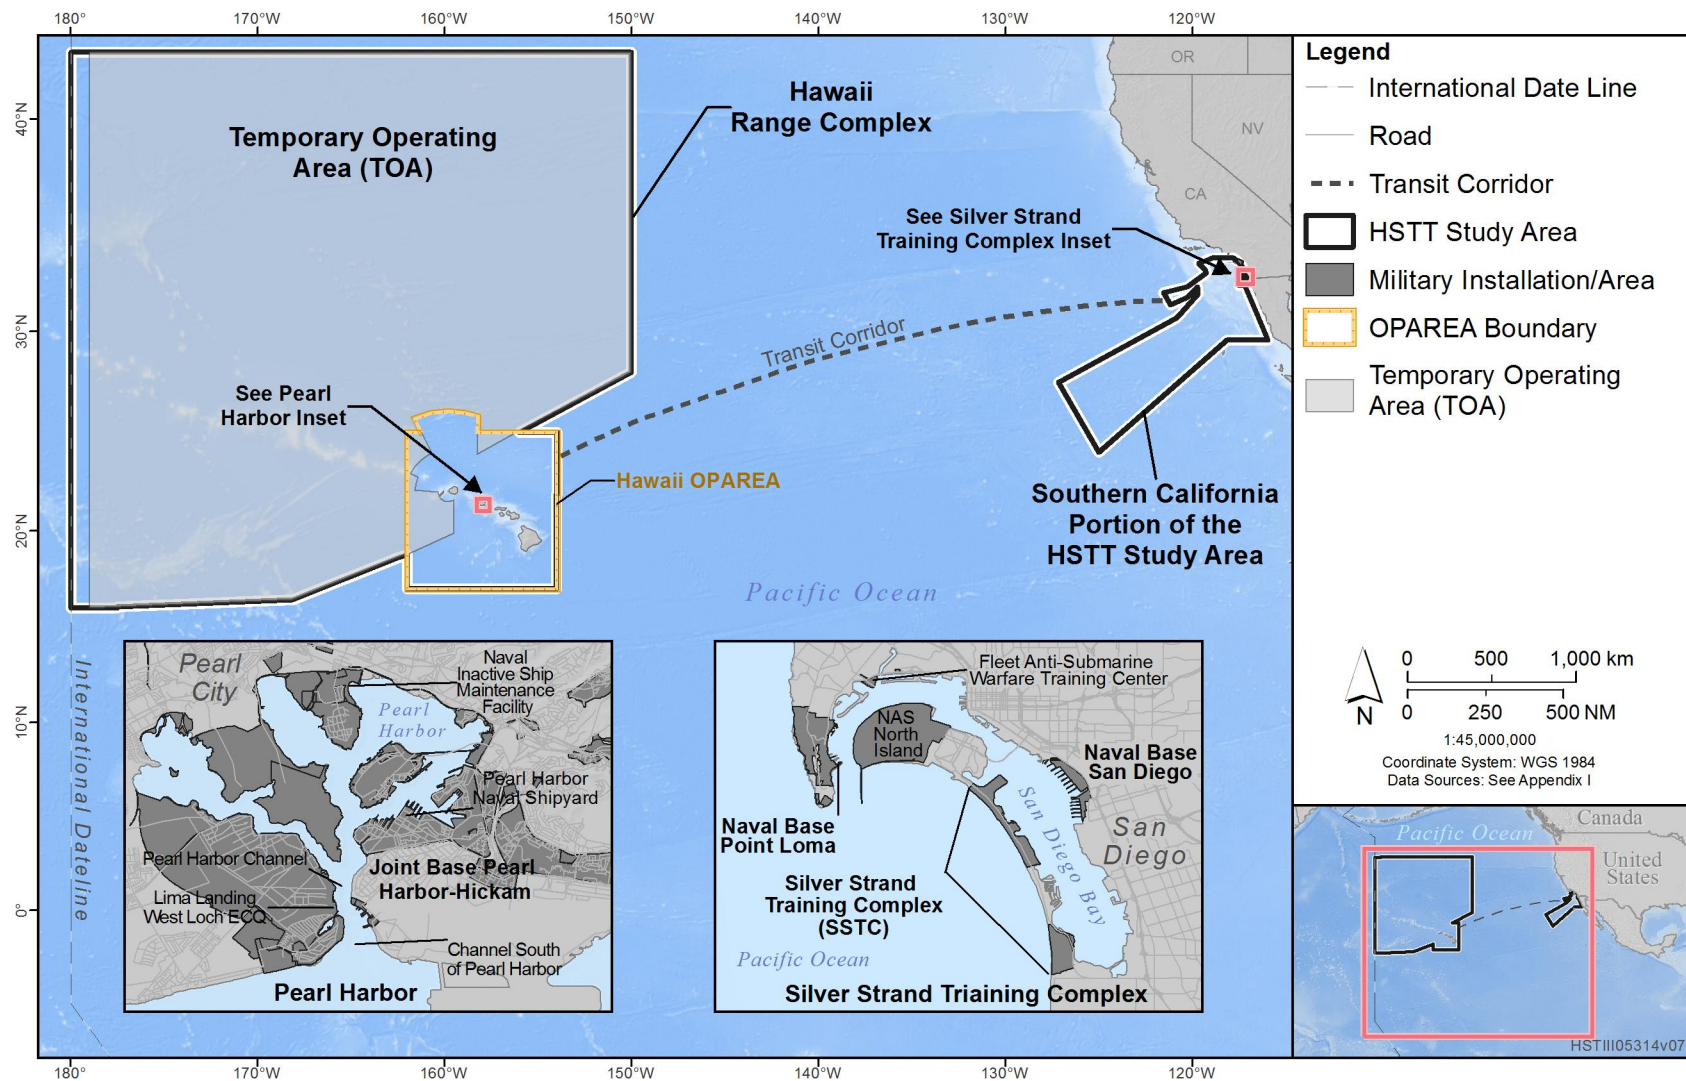 180°
170°W
160°W
150°W
140°W
130°W
120°W
40°N
30°N
20°N
10°N
0°
Temporary Operating
Area (TOA)
Hawaii
Range Complex
See Silver Strand
Training Complex Inset
OR
NV
CA
Transit Corridor
See Pearl
Harbor Inset
Hawaii OPAREA
Southern California
Portion of the
HSTT Study Area
Pacific Ocean
International Dateline
Pearl
City
Naval
Inactive Ship
Maintenance
Facility
Pearl
Harbor
Pearl Harbor
Naval Shipyard
Pearl Harbor Channel
Joint Base Pearl
Harbor-Hickam
Lima Landing
West Loch ECQ
Channel South
of Pearl Harbor
Pearl Harbor
Fleet Anti-Submarine
Warfare Training Center
NAS
North
Island
Naval Base
San Diego
Naval Base
Point Loma
San Diego Bay
San
Diego
Silver Strand
Training Complex
(SSTC)
Pacific Ocean
Silver Strand Triaining Complex
180°
170°W
160°W
150°W
140°W
130°W
120°W
Legend
International Date Line
Road
Transit Corridor
HSTT Study Area
Military Installation/Area
OPAREA Boundary
Temporary Operating
Area (TOA)
0 500 1,000 km
0 250 500 NM
N
1:45,000,000
Coordinate System: WGS 1984
Data Sources: See Appendix I
Pacific Ocean
Canada
United
States
HSTIII05314v07